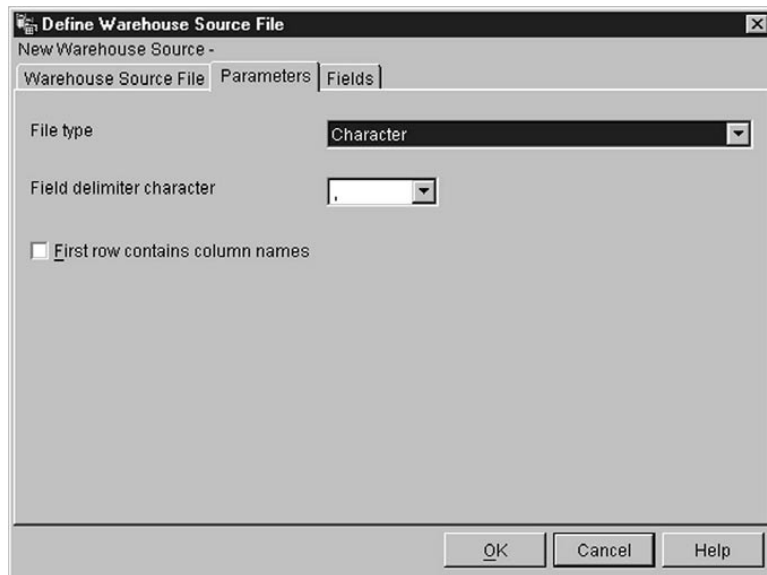 Define Warehouse Source File
New Warehouse Source -
Warehouse Source File Parameters Fields
File type Character
Field delimiter character ,
First row contains column names
OK Cancel Help